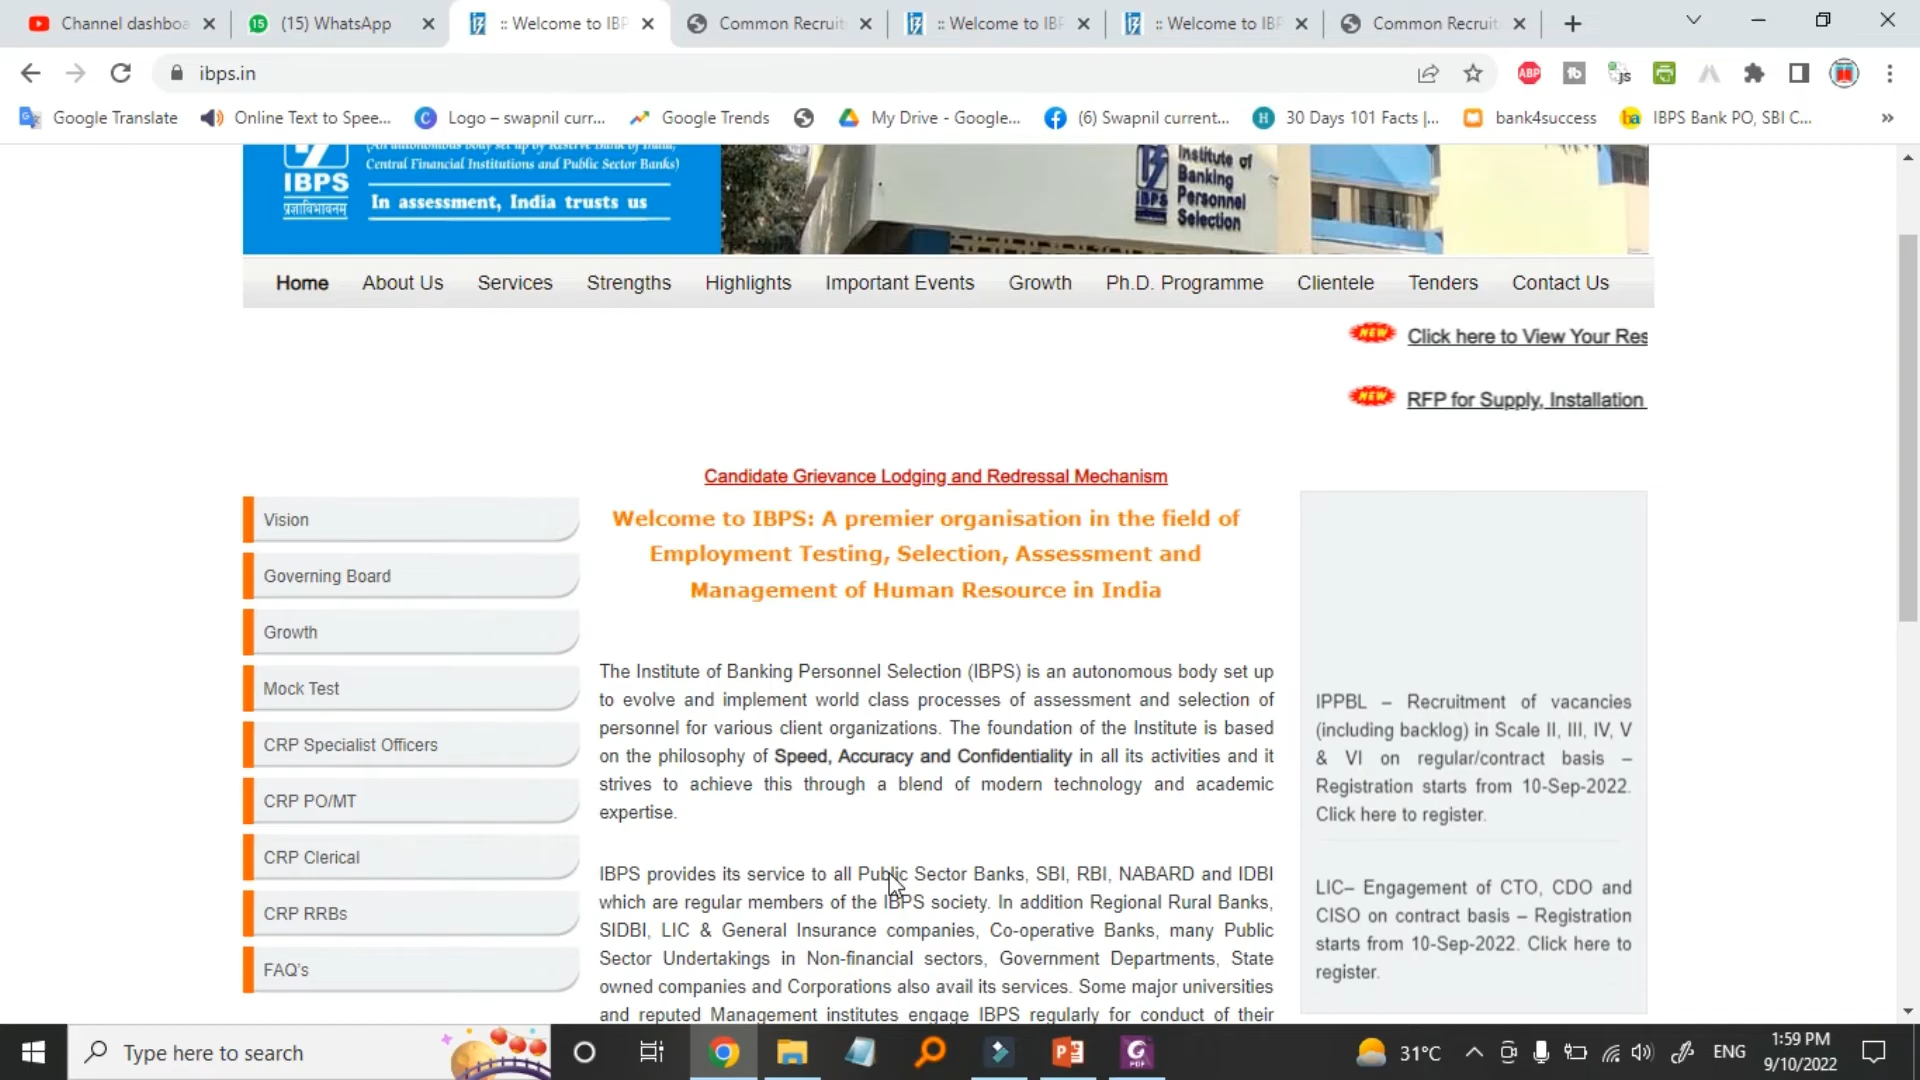 Channel dashboa
(15) WhatsApp
:: Welcome to IBP
Common Recruit
:: Welcome to IBP
:: Welcome to IBP
Common Recruit
ibps.in
ABP
tb
js
Google Translate
Online Text to Spee...
Logo – swapnil curr...
Google Trends
My Drive - Google...
(6) Swapnil current...
30 Days 101 Facts |...
bank4success
IBPS Bank PO, SBI C...
»
(An autonomous body set up by Reserve Bank of India,
Central Financial Institutions and Public Sector Banks)
IBPS
In assessment, India trusts us
Institute of
Banking
Personnel
Selection
IBPS
Home
About Us
Services
Strengths
Highlights
Important Events
Growth
Ph.D. Programme
Clientele
Tenders
Contact Us
NEW
Click here to View Your Res
NEW
RFP for Supply, Installation
Candidate Grievance Lodging and Redressal Mechanism
Vision
Governing Board
Growth
Mock Test
CRP Specialist Officers
CRP PO/MT
CRP Clerical
CRP RRBs
FAQ's
Welcome to IBPS: A premier organisation in the field of
Employment Testing, Selection, Assessment and
Management of Human Resource in India
The Institute of Banking Personnel Selection (IBPS) is an autonomous body set up
to evolve and implement world class processes of assessment and selection of
personnel for various client organizations. The foundation of the Institute is based
on the philosophy of Speed, Accuracy and Confidentiality in all its activities and it
strives to achieve this through a blend of modern technology and academic
expertise.
IBPS provides its service to all Public Sector Banks, SBI, RBI, NABARD and IDBI
which are regular members of the IBPS society. In addition Regional Rural Banks,
SIDBI, LIC & General Insurance companies, Co-operative Banks, many Public
Sector Undertakings in Non-financial sectors, Government Departments, State
owned companies and Corporations also avail its services. Some major universities
and reputed Management institutes engage IBPS regularly for conduct of their
IPPBL – Recruitment of vacancies
(including backlog) in Scale II, III, IV, V
& VI on regular/contract basis –
Registration starts from 10-Sep-2022.
Click here to register.
LIC– Engagement of CTO, CDO and
CISO on contract basis – Registration
starts from 10-Sep-2022. Click here to
register.
Type here to search
31°C
ENG
1:59 PM
9/10/2022